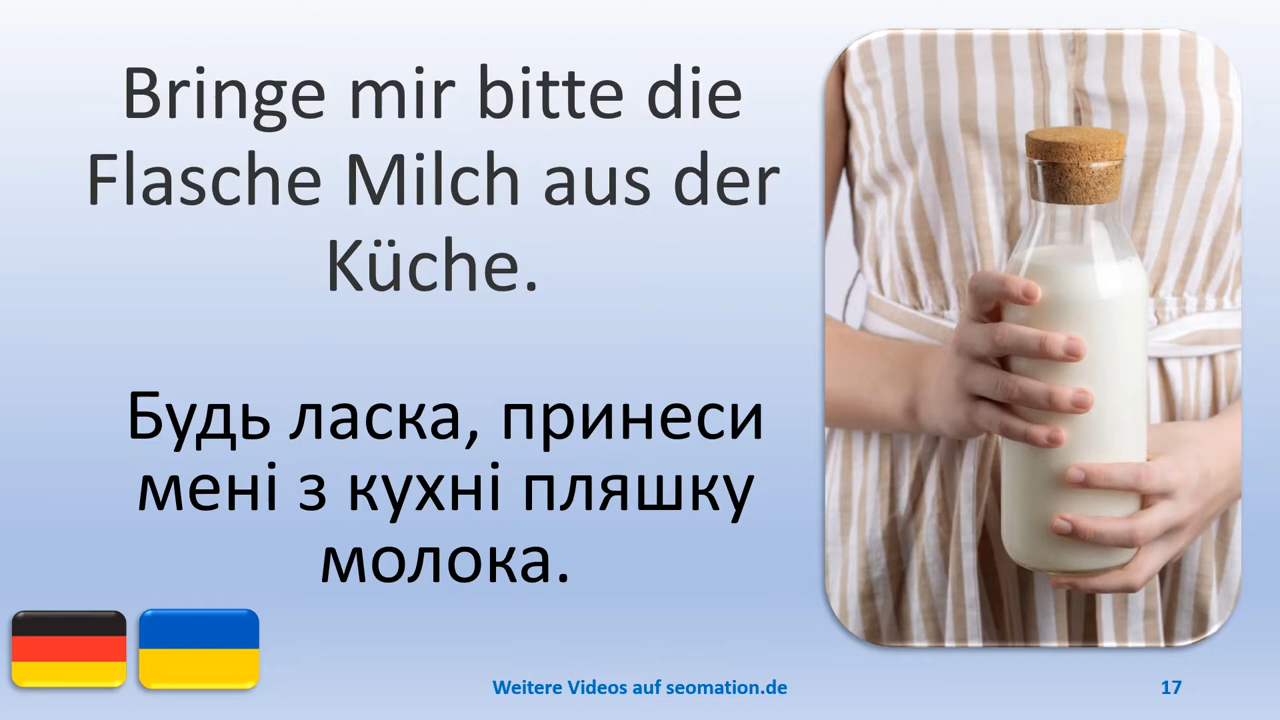 Bringe mir bitte die
Flasche Milch aus der
Küche.
Будь ласка, принеси
мені з кухні пляшку
молока.
Weitere Videos auf seomation.de
17